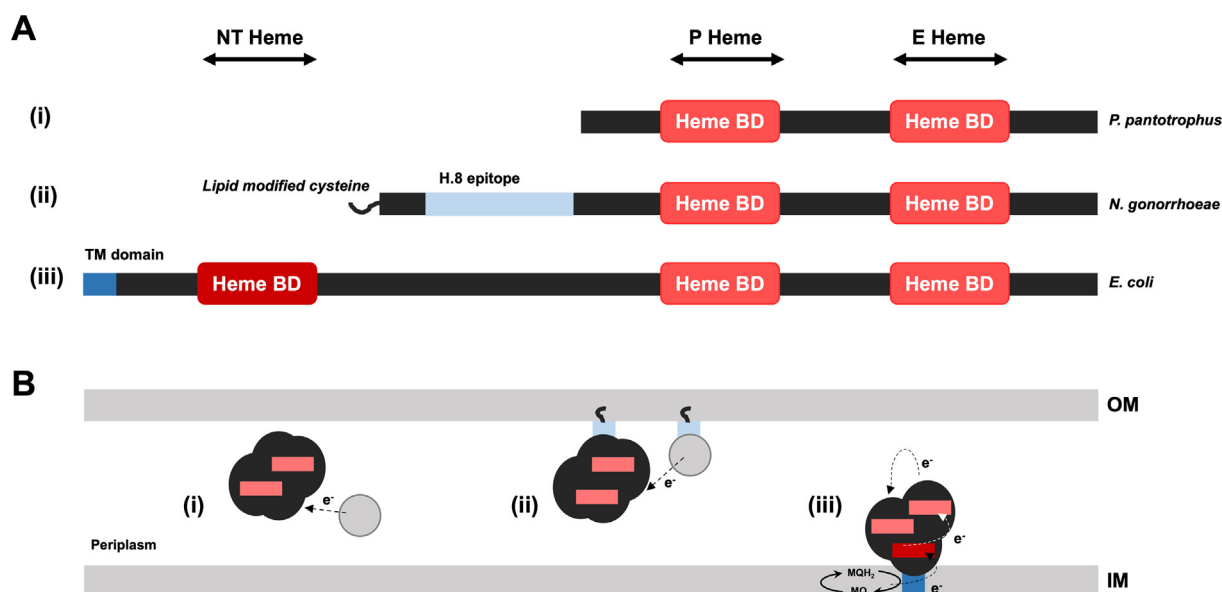 A
NT Heme
P Heme
E Heme
(i)
Heme BD
Heme BD
P. pantotrophus
Lipid modified cysteine
H.8 epitope
(ii)
Heme BD
Heme BD
N. gonorrhoeae
TM domain
(iii)
Heme BD
Heme BD
Heme BD
E. coli
B
OM
(i)
e-
(ii)
e-
(iii)
e-
e-
Periplasm
MQH2
MQ
e-
IM